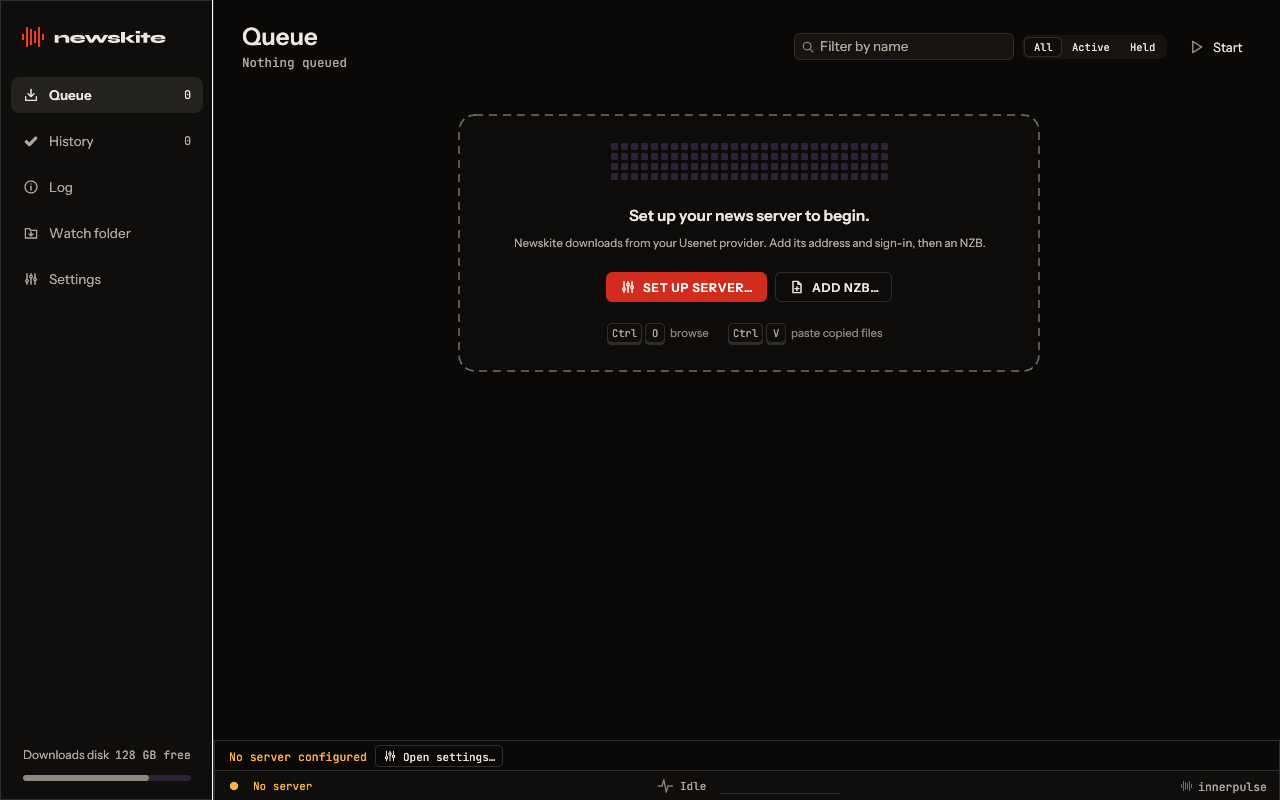 newskite
Queue 0
History 0
Log
Watch folder
Settings
Downloads disk 128 GB free
Queue
Nothing queued
Filter by name
All Active Held
Start
Set up your news server to begin.
Newskite downloads from your Usenet provider. Add its address and sign-in, then an NZB.
SET UP SERVER…
ADD NZB…
Ctrl O browse Ctrl V paste copied files
No server configured Open settings…
No server
Idle
innerpulse